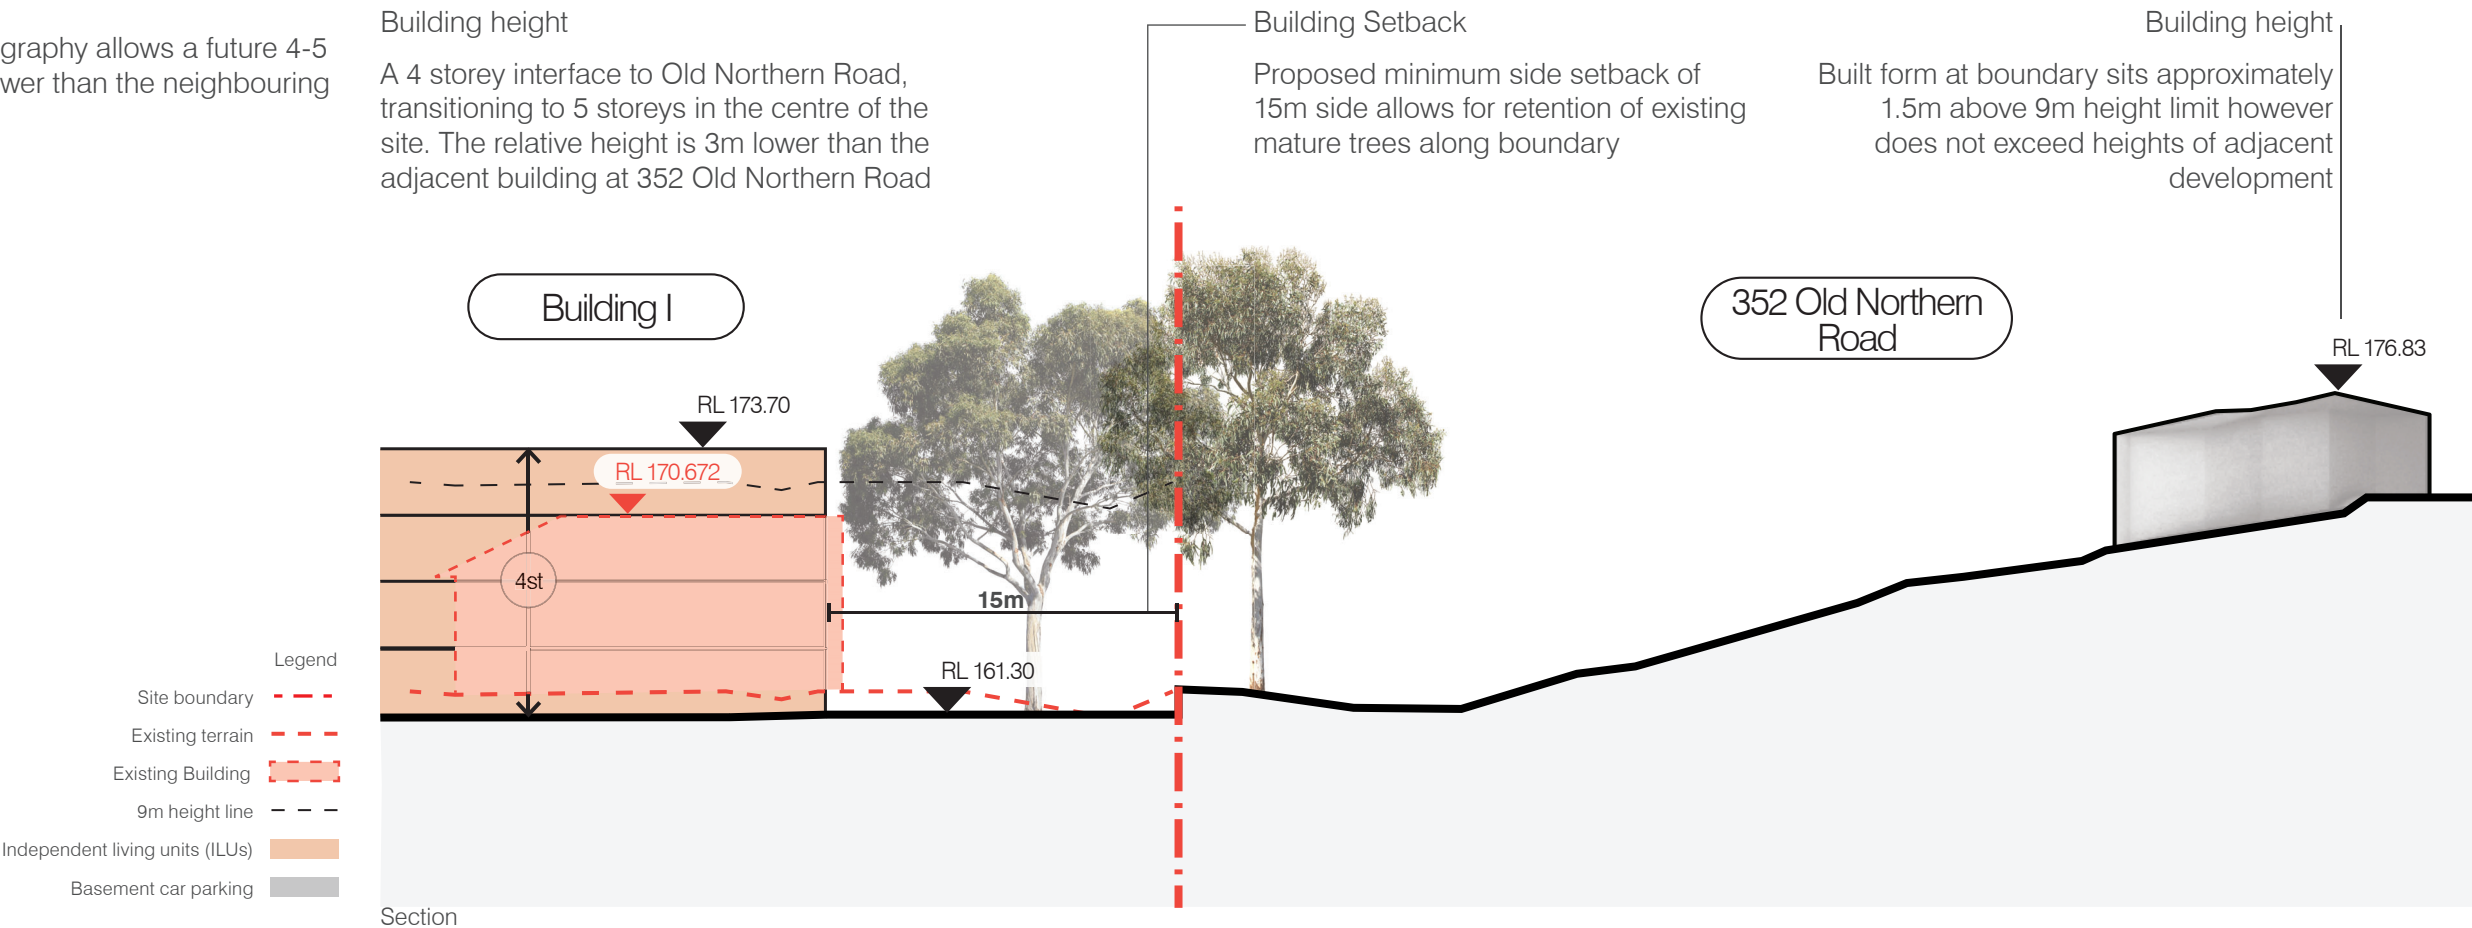 graphy allows a future 4-5
wer than the neighbouring
Building height
A 4 storey interface to Old Northern Road,
transitioning to 5 storeys in the centre of the
site. The relative height is 3m lower than the
adjacent building at 352 Old Northern Road
Building Setback
Proposed minimum side setback of
15m side allows for retention of existing
mature trees along boundary
Building height
Built form at boundary sits approximately
1.5m above 9m height limit however
does not exceed heights of adjacent
development
Building I
352 Old Northern
Road
RL 176.83
RL 173.70
RL 170.672
4st
15m
RL 161.30
Legend
Site boundary
Existing terrain
Existing Building
9m height line
Independent living units (ILUs)
Basement car parking
Section